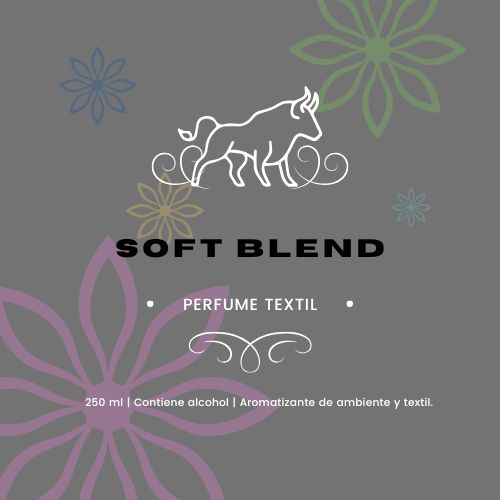 SOFT BLEND
• PERFUME TEXTIL •
250 ml | Contiene alcohol | Aromatizante de ambiente y textil.